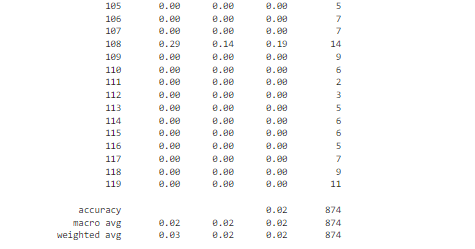 105 0.00 0.00 0.00 5
106 0.00 0.00 0.00 7
107 0.00 0.00 0.00 7
108 0.29 0.14 0.19 14
109 0.00 0.00 0.00 9
110 0.00 0.00 0.00 6
111 0.00 0.00 0.00 2
112 0.00 0.00 0.00 3
113 0.00 0.00 0.00 5
114 0.00 0.00 0.00 6
115 0.00 0.00 0.00 6
116 0.00 0.00 0.00 5
117 0.00 0.00 0.00 7
118 0.00 0.00 0.00 9
119 0.00 0.00 0.00 11
accuracy 0.02 874
macro avg 0.02 0.02 0.02 874
weighted avg 0.03 0.02 0.02 874